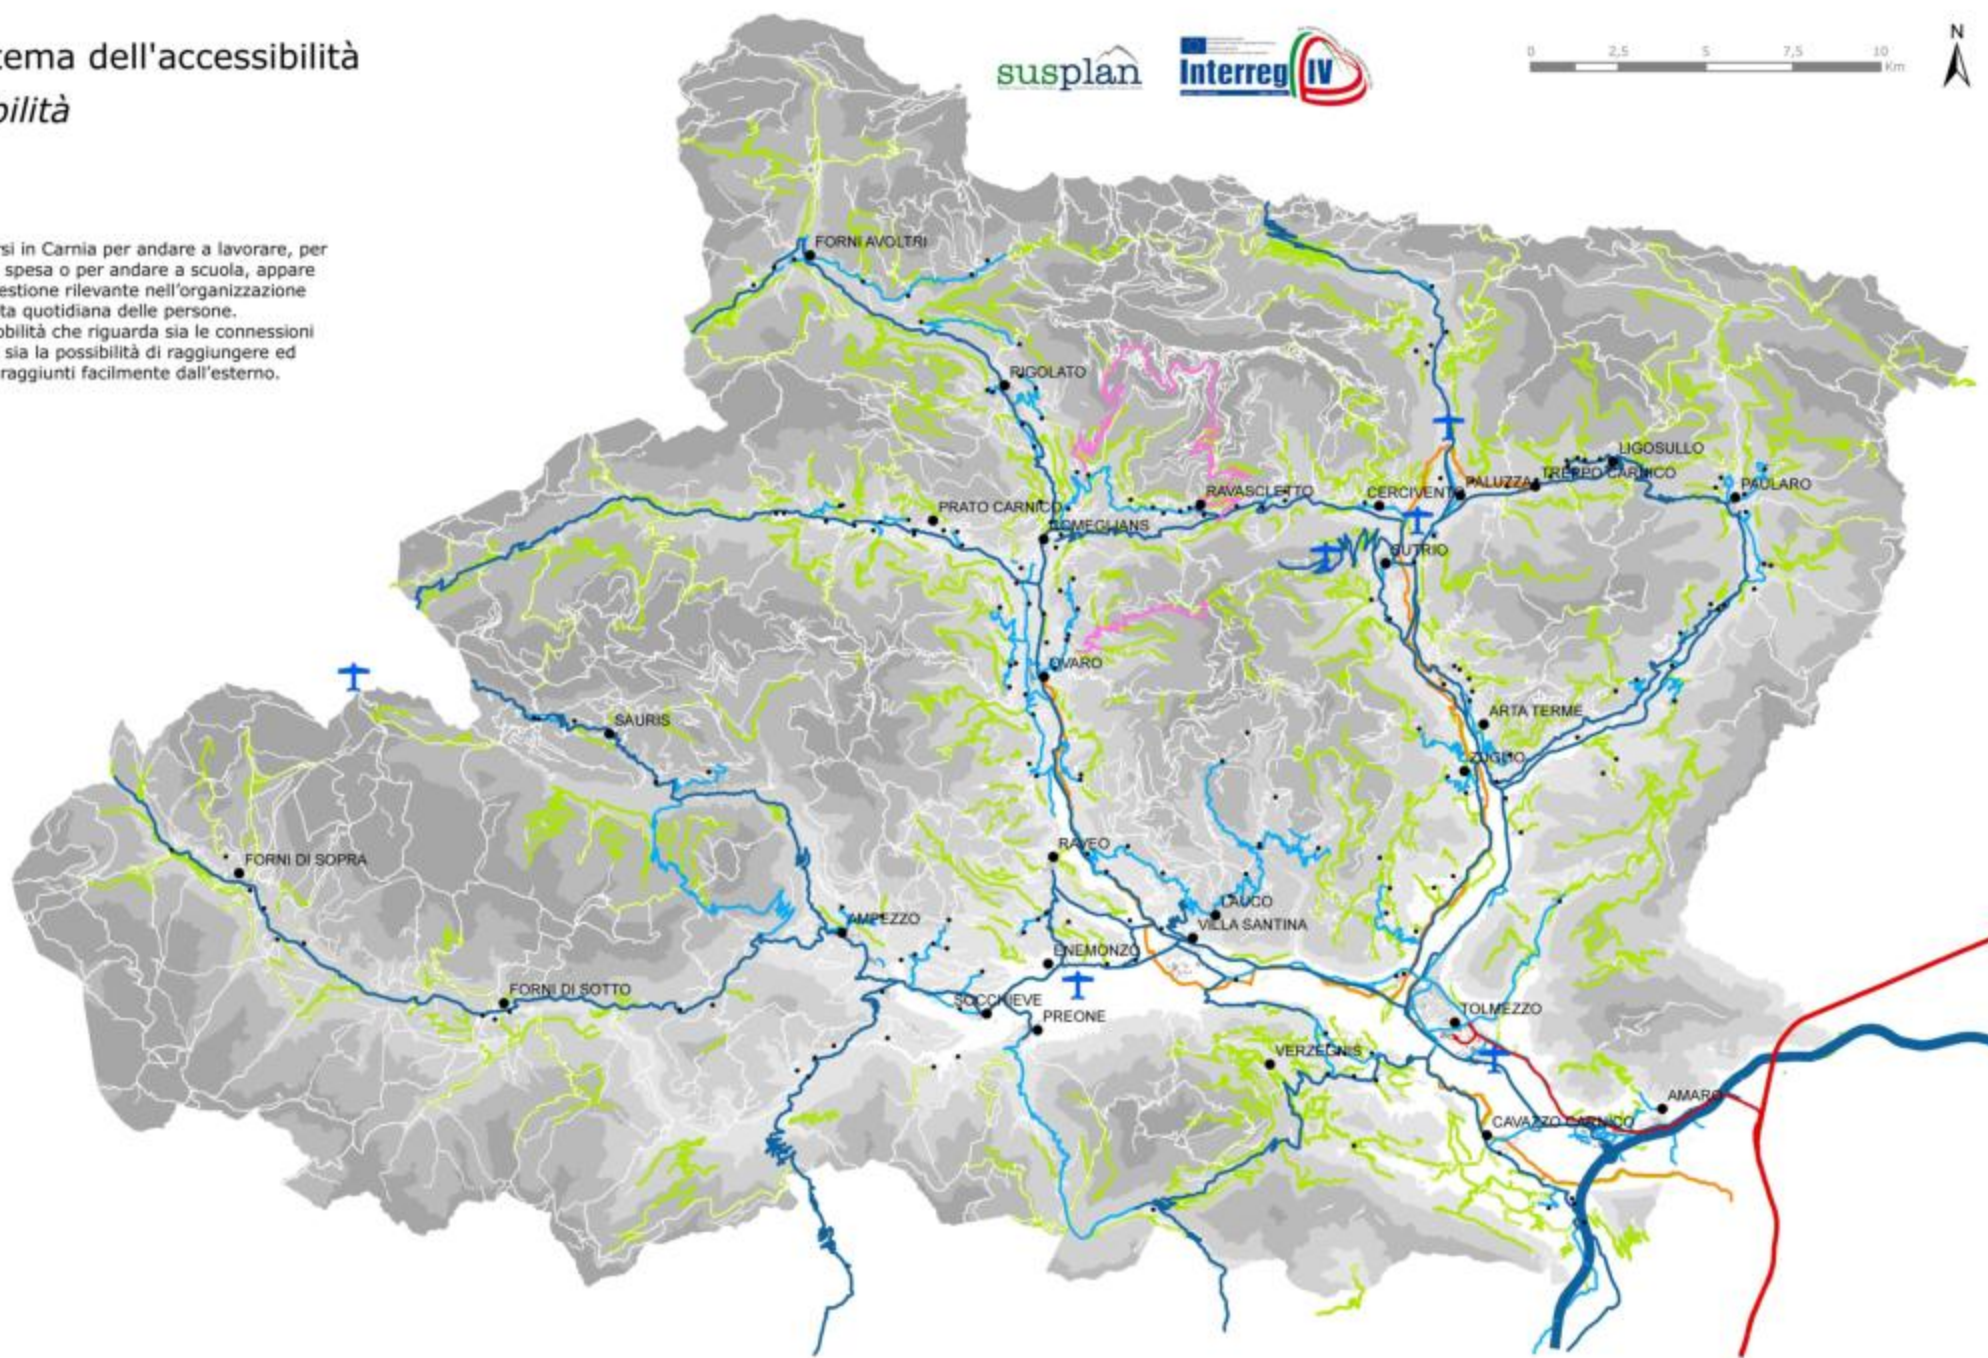 tema dell'accessibilità
bilità
rsi in Carnia per andare a lavorare, per
spesa o per andare a scuola, appare
estione rilevante nell'organizzazione
ta quotidiana delle persone.
obilità che riguarda sia le connessioni
sia la possibilità di raggiungere ed
raggiunti facilmente dall'esterno.
susplan
Interreg IV
0 2,5 5 7,5 10
Km
N
FORNI AVOLTRI
RIGOLATO
LIGOSULLO
TREPPO CARNICO
PALUZZA
PAULARO
RAVASCLETTO
CERCIVENTO
PRATO CARNICO
COMEGLIANS
SUTRIO
OVARO
ARTA TERME
SAURIS
ZUGLIO
RAVEO
FORNI DI SOPRA
LAUCO
AMPEZZO
VILLA SANTINA
ENEMONZO
FORNI DI SOTTO
SOCCHIEVE
TOLMEZZO
PREONE
VERZEGNIS
AMARO
CAVAZZO CARNICO